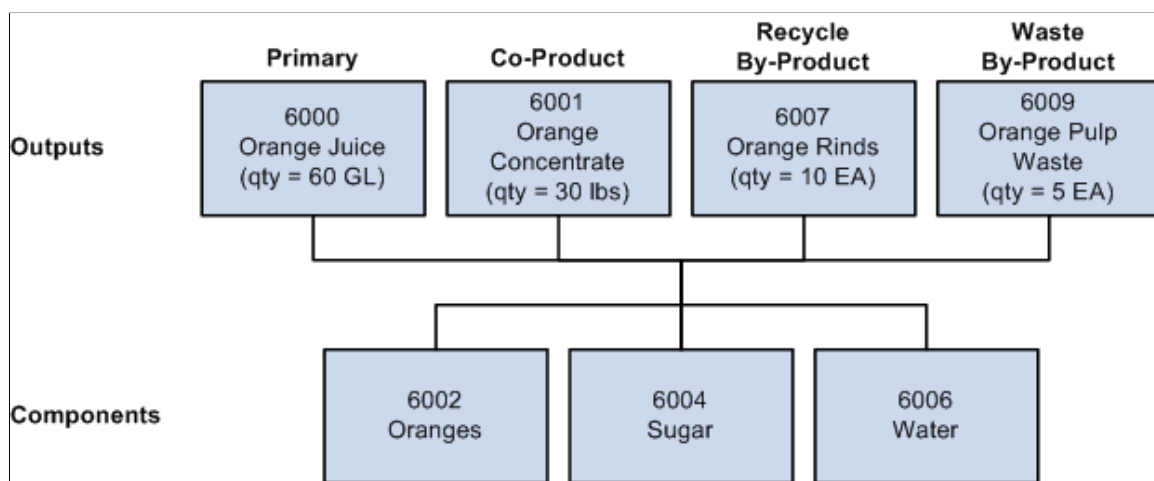 Primary
Co-Product
Recycle
By-Product
Waste
By-Product
Outputs
6000
Orange Juice
(qty = 60 GL)
6001
Orange
Concentrate
(qty = 30 lbs)
6007
Orange Rinds
(qty = 10 EA)
6009
Orange Pulp
Waste
(qty = 5 EA)
Components
6002
Oranges
6004
Sugar
6006
Water